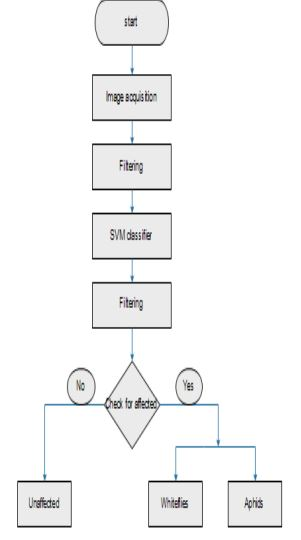 start
Image acquisition
Filtering
SVM classifier
Filtering
Check for affected
No
Yes
Unaffected
Whiteflies
Aphids